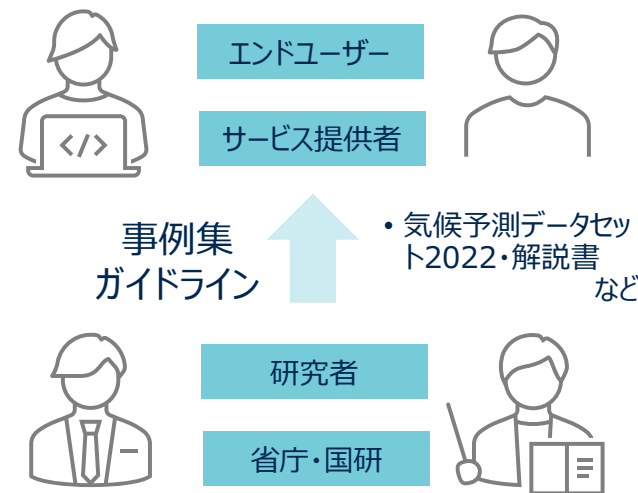 エンドユーザー
サービス提供者
</>
事例集
ガイドライン
• 気候予測データセッ
ト2022・解説書
など
研究者
省庁・国研